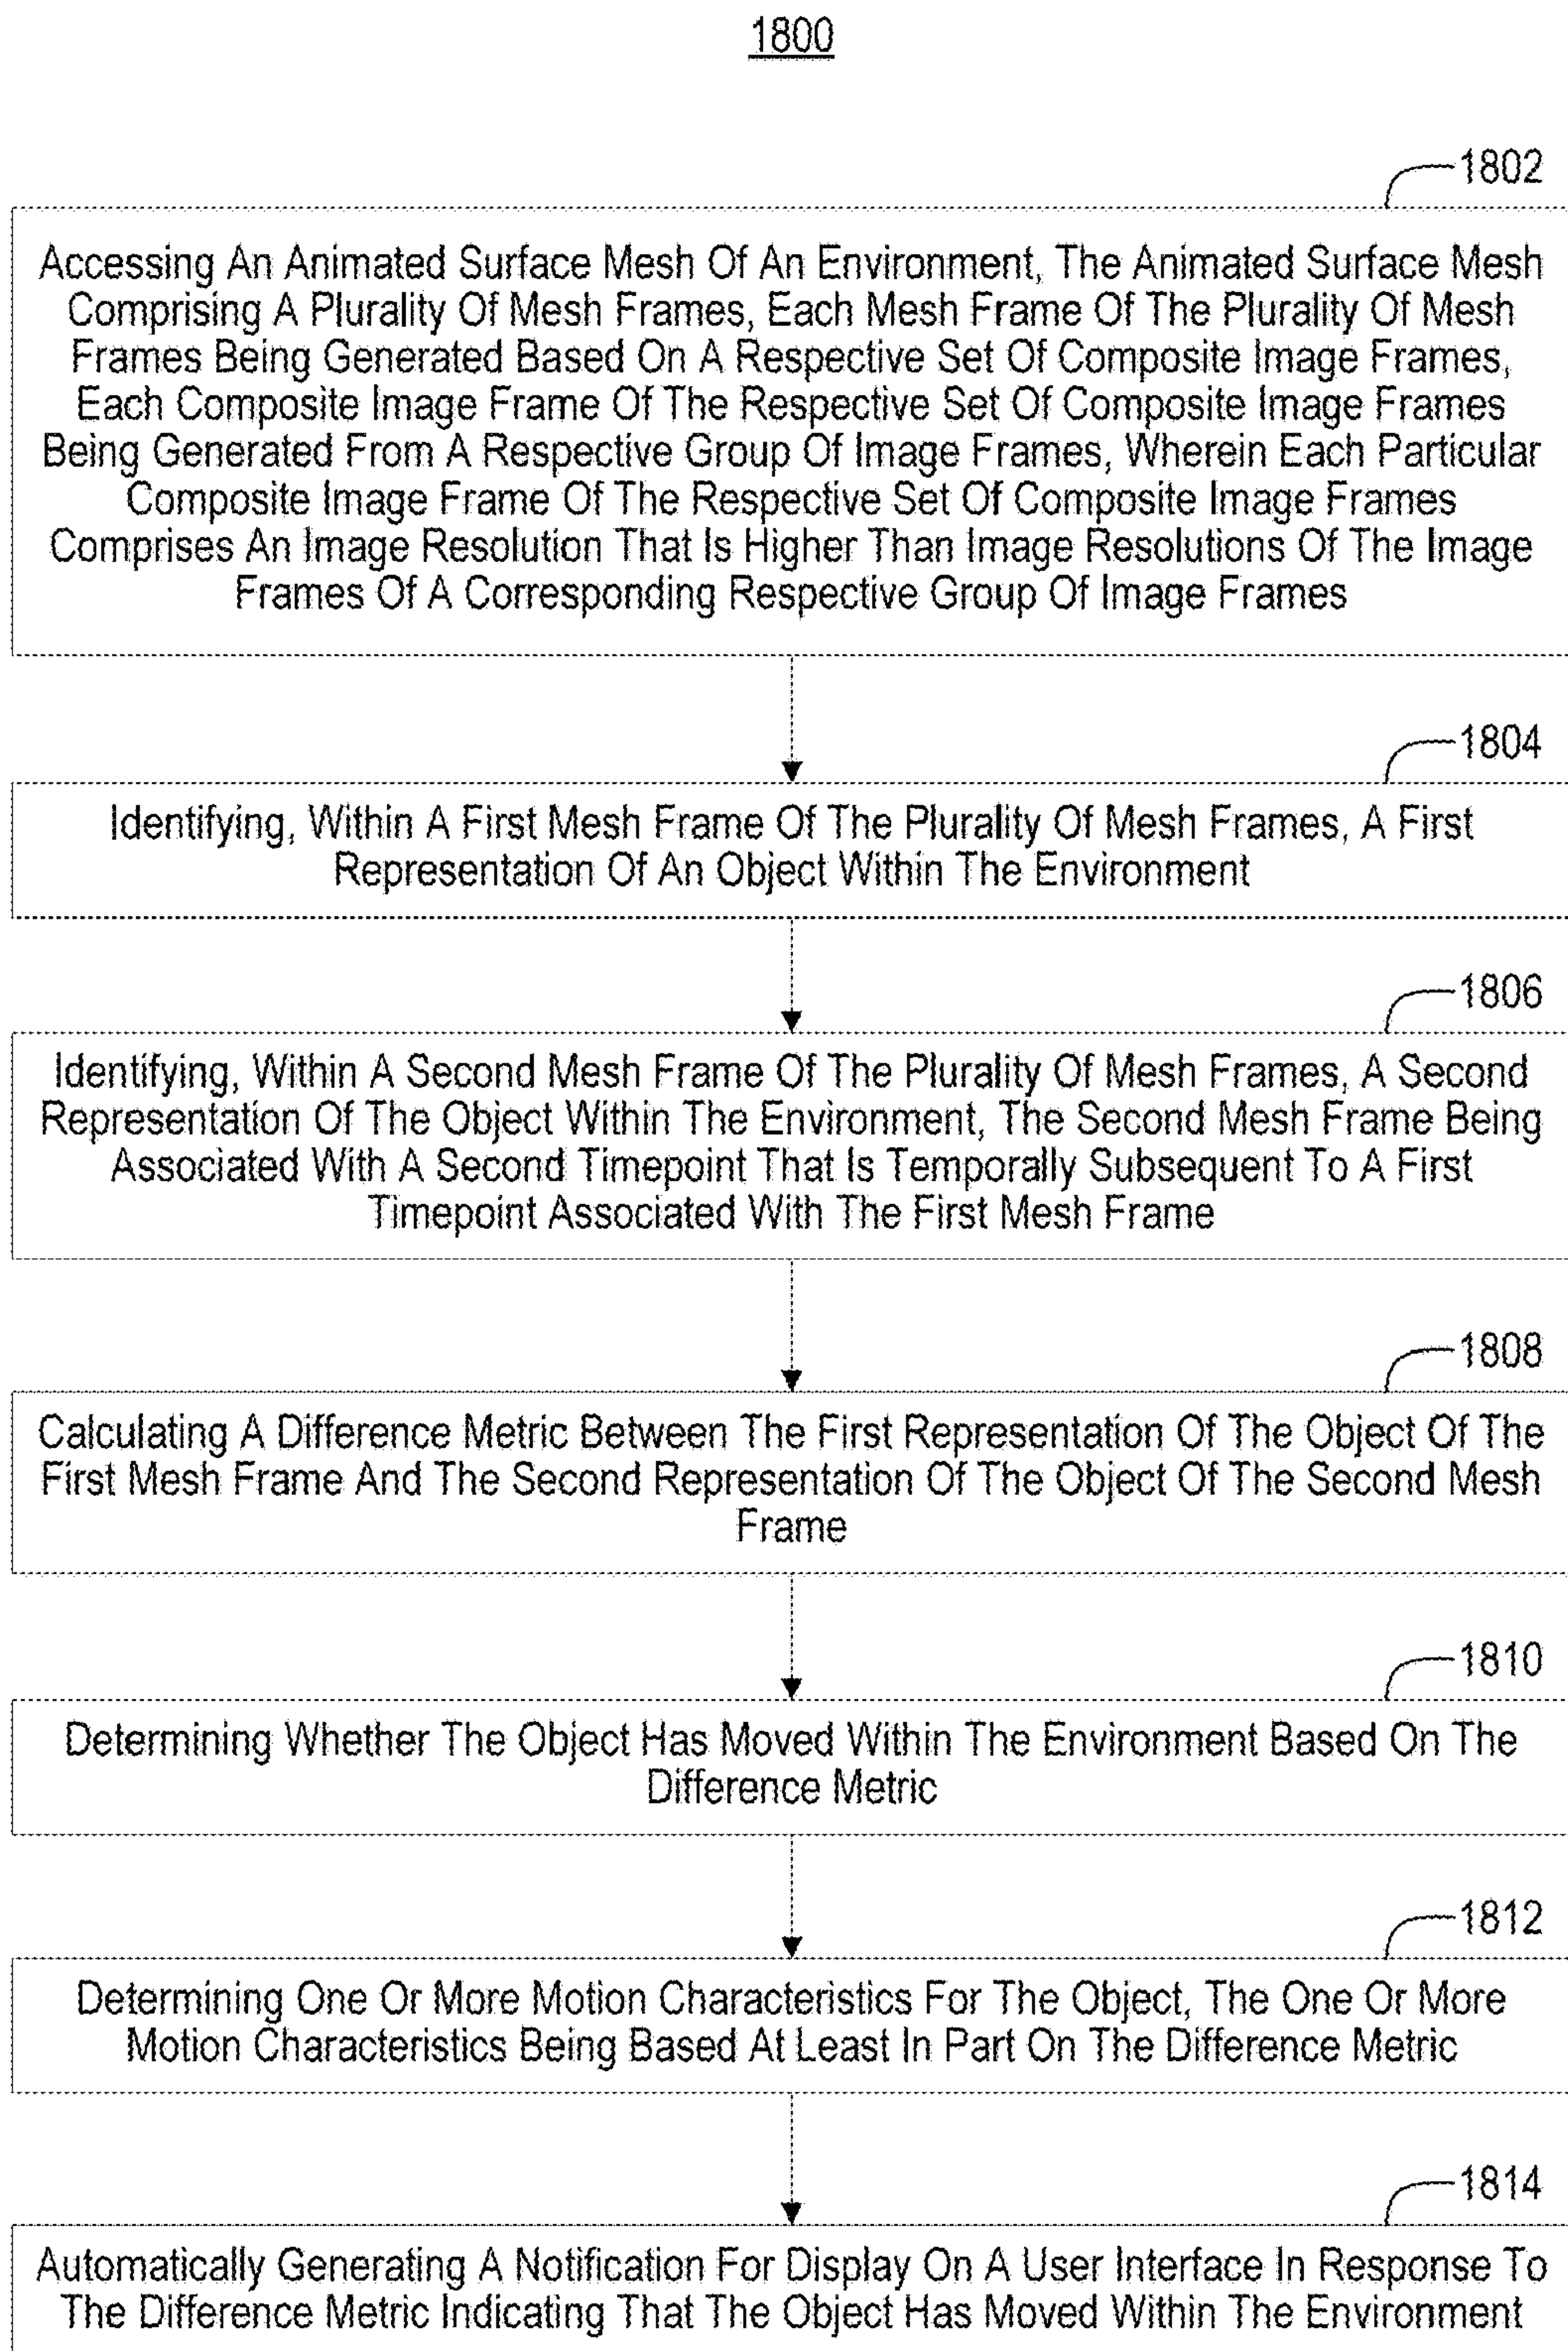 1800
1802
Accessing An Animated Surface Mesh Of An Environment, The Animated Surface Mesh
Comprising A Plurality Of Mesh Frames, Each Mesh Frame Of The Plurality Of Mesh
Frames Being Generated Based On A Respective Set Of Composite Image Frames,
Each Composite Image Frame Of The Respective Set Of Composite Image Frames
Being Generated From A Respective Group Of Image Frames, Wherein Each Particular
Composite Image Frame Of The Respective Set Of Composite Image Frames
Comprises An Image Resolution That Is Higher Than Image Resolutions Of The Image
Frames Of A Corresponding Respective Group Of Image Frames
1804
Identifying, Within A First Mesh Frame Of The Plurality Of Mesh Frames, A First
Representation Of An Object Within The Environment
1806
Identifying, Within A Second Mesh Frame Of The Plurality Of Mesh Frames, A Second
Representation Of The Object Within The Environment, The Second Mesh Frame Being
Associated With A Second Timepoint That Is Temporally Subsequent To A First
Timepoint Associated With The First Mesh Frame
1808
Calculating A Difference Metric Between The First Representation Of The Object Of The
First Mesh Frame And The Second Representation Of The Object Of The Second Mesh
Frame
1810
Determining Whether The Object Has Moved Within The Environment Based On The
Difference Metric
1812
Determining One Or More Motion Characteristics For The Object, The One Or More
Motion Characteristics Being Based At Least In Part On The Difference Metric
1814
Automatically Generating A Notification For Display On A User Interface In Response To
The Difference Metric Indicating That The Object Has Moved Within The Environment